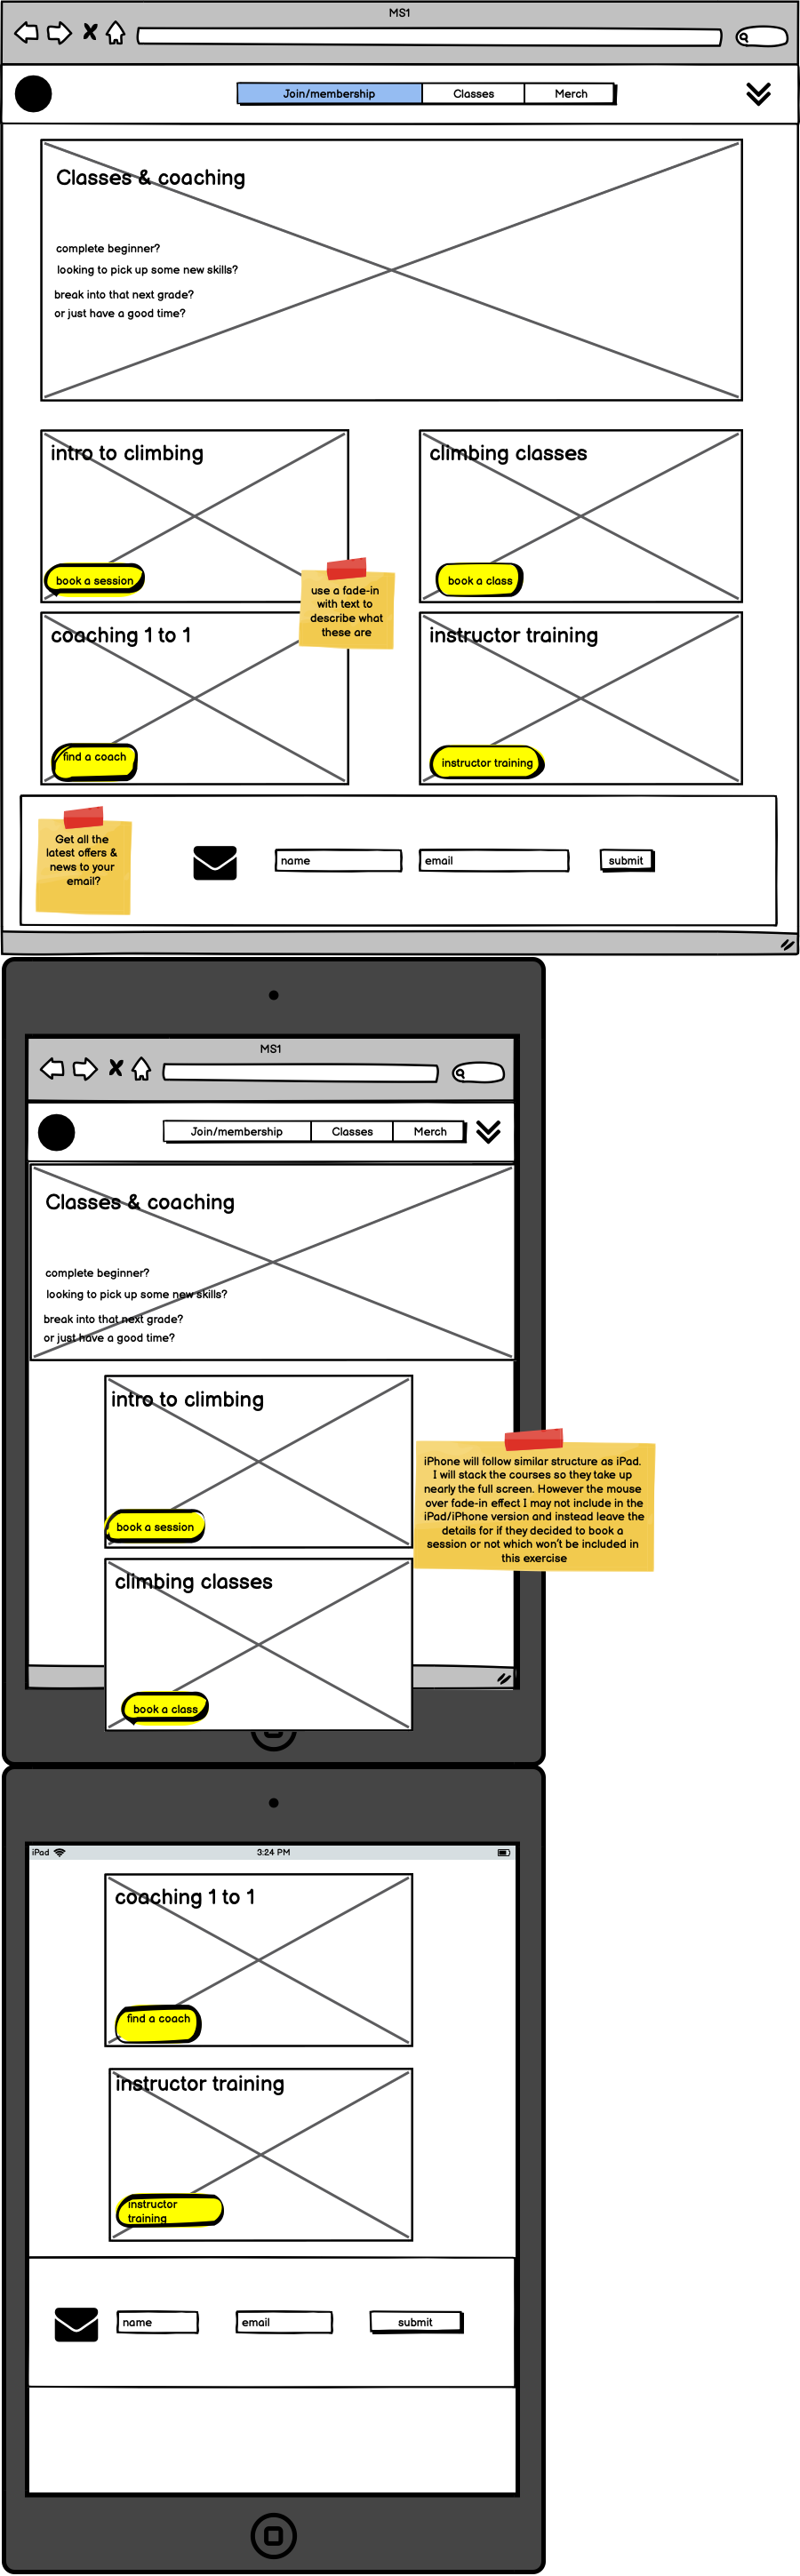 MS1
Join/membership Classes Merch
Classes & coaching
complete beginner?
looking to pick up some new skills?
break into that next grade?
or just have a good time?
intro to climbing
book a session
climbing classes
book a class
use a fade-in
with text to
describe what
these are
coaching 1 to 1
find a coach
instructor training
instructor training
Get all the
latest offers &
news to your
email?
name
email
submit
MS1
Join/membership Classes Merch
Classes & coaching
complete beginner?
looking to pick up some new skills?
break into that next grade?
or just have a good time?
intro to climbing
book a session
iPhone will follow similar structure as iPad.
I will stack the courses so they take up
nearly the full screen. However the mouse
over fade-in effect I may not include in the
iPad/iPhone version and instead leave the
details for if they decided to book a
session or not which won't be included in
this exercise
climbing classes
book a class
iPad 3:24 PM
coaching 1 to 1
find a coach
instructor training
instructor
training
name
email
submit